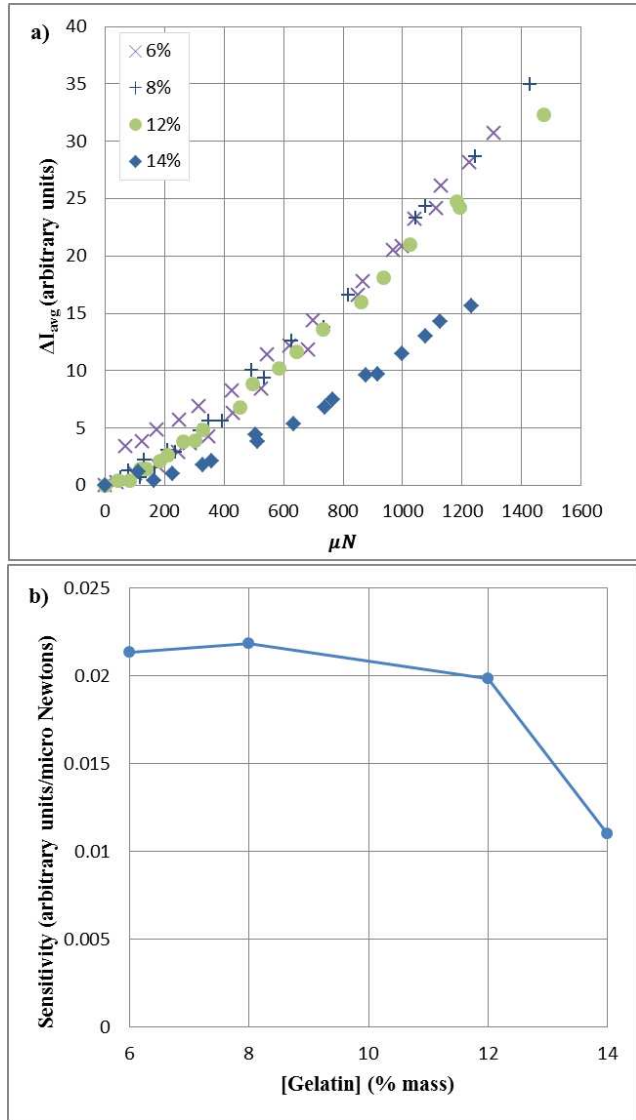 a)
6%
8%
12%
14%
40
35
30
25
20
15
10
5
0
ΔIavg (arbitrary units)
0 200 400 600 800 1000 1200 1400 1600
μN
b)
0.025
0.02
0.015
0.01
0.005
0
Sensitivity (arbitrary units/micro Newtons)
6 8 10 12 14
[Gelatin] (% mass)